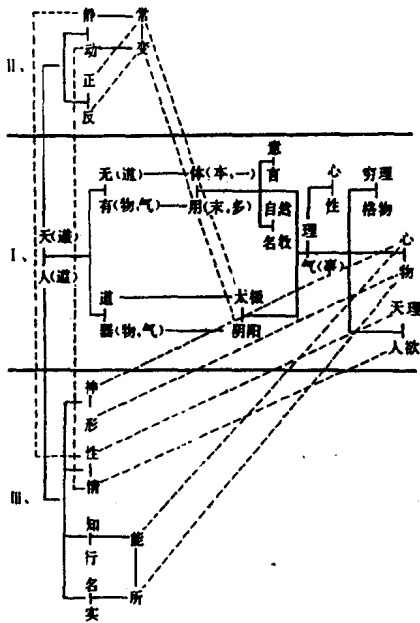 静 常
II、
动 变
正
反
意
无(道) 体(本、一) 言 心 穷理
有(物、气) 用(末、多) 自然 性 格物
名教 理 心
天(道)
I、 气(事) 物
人(道)
道 太极 天理
器(物、气) 阴阳
人欲
神
形
性
情
III、
知 能
行
名
实 所